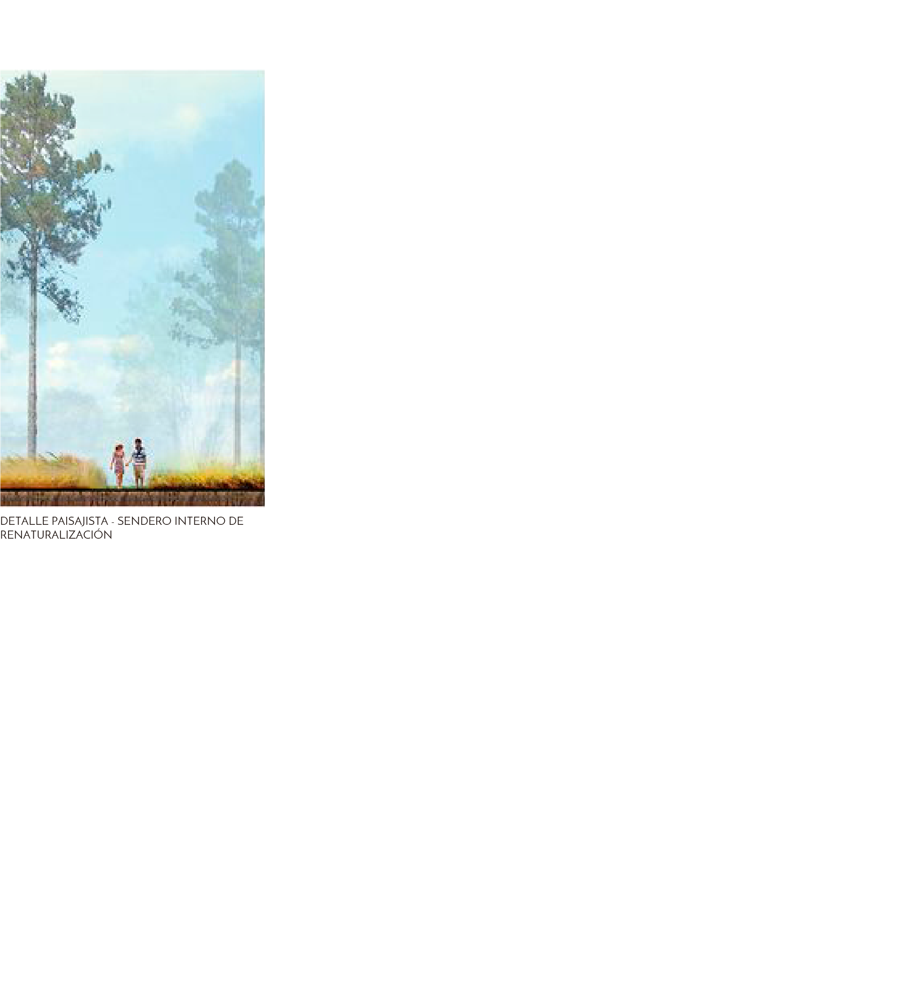 DETALLE PAISAJISTA - SENDERO INTERNO DE
RENATURALIZACIÓN